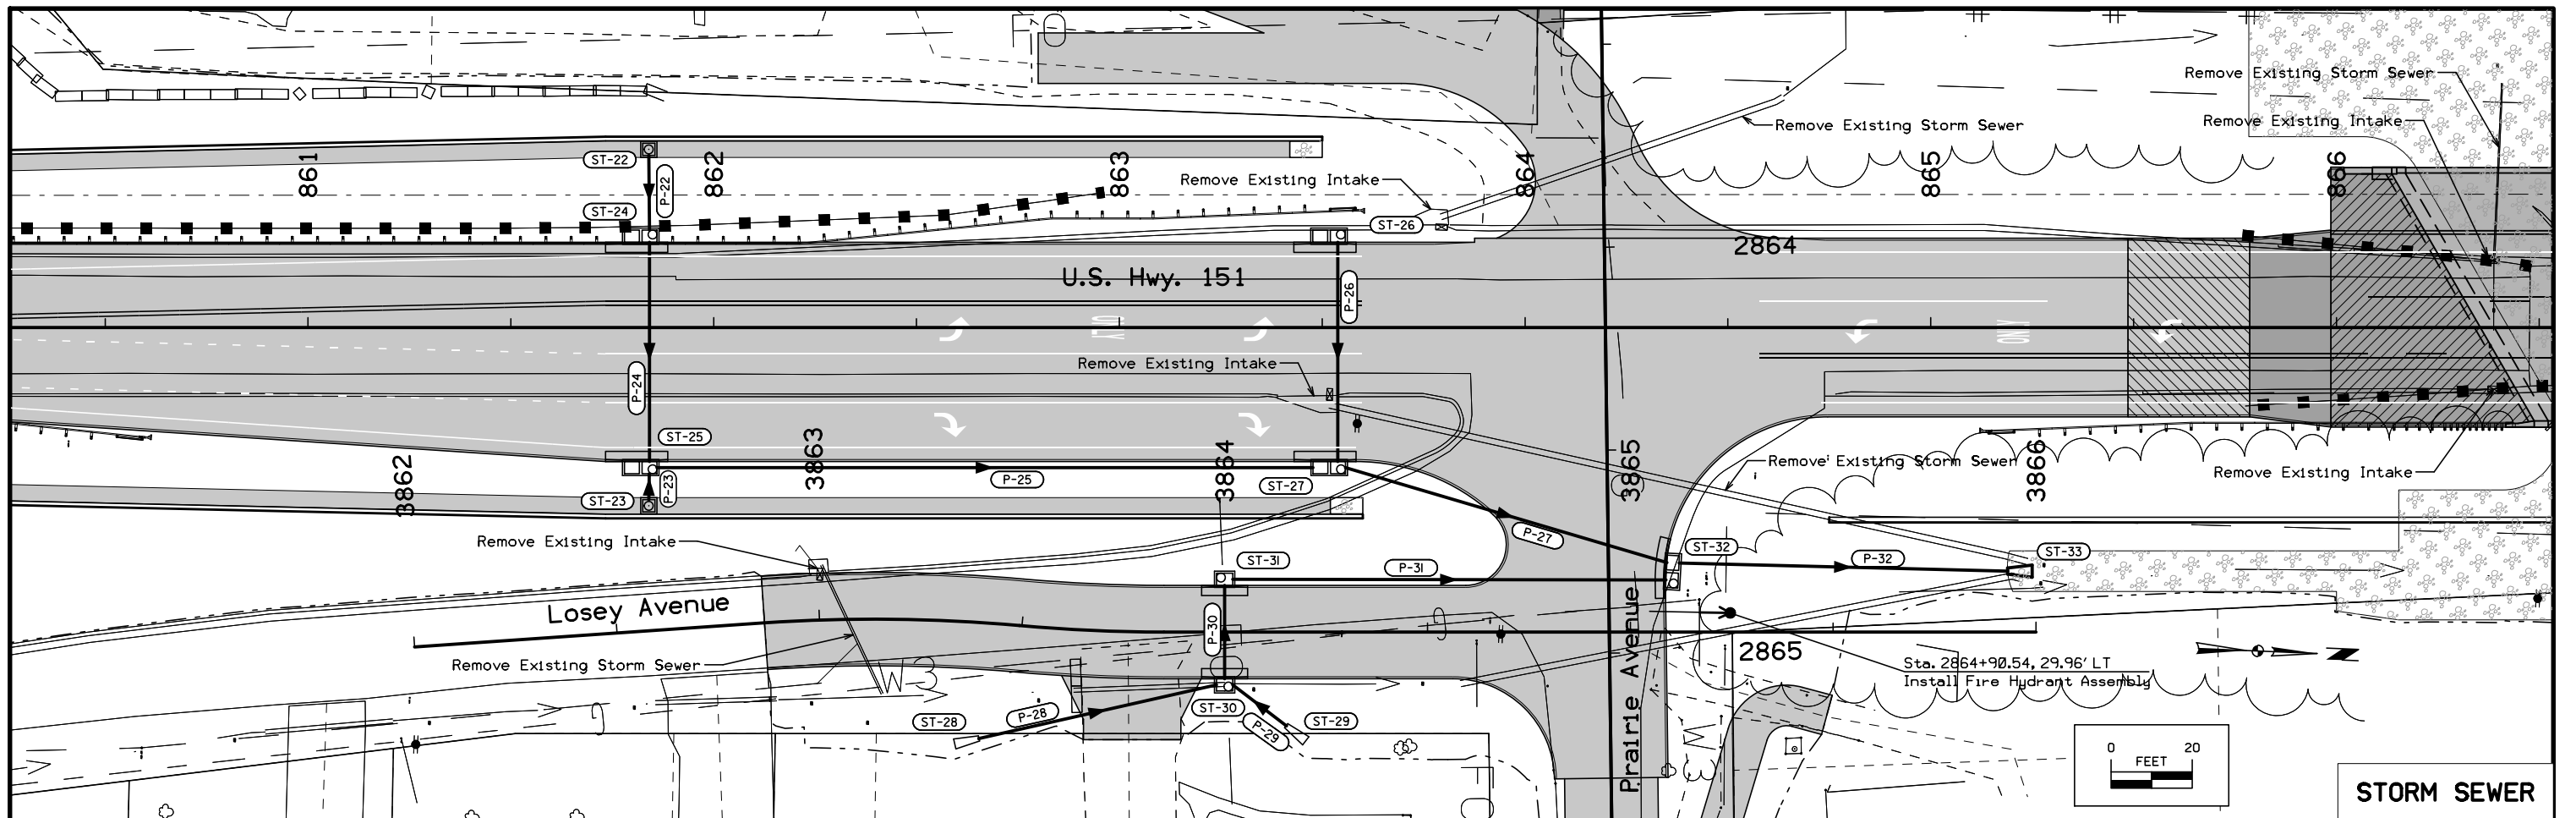 Remove Existing Storm Sewer
Remove Existing Intake
Remove Existing Storm Sewer
861
862
863
864
865
866
ST-22
P-22
Remove Existing Intake
ST-24
ST-26
2864
U.S. Hwy. 151
P-26
ONLY
ONLY
Remove Existing Intake
P-24
ST-25
3862
3863
3864
3865
3866
Remove Existing Storm Sewer
Remove Existing Intake
P-25
ST-27
ST-23
P-23
P-27
Remove Existing Intake
ST-32
ST-33
ST-31
P-31
P-32
Losey Avenue
P-30
Prairie Avenue
2865
Remove Existing Storm Sewer
W
3
Sta. 2864+90.54, 29.96' LT
Install Fire Hydrant Assembly
ST-28
P-28
ST-30
P-29
ST-29
W
0 20
FEET
STORM SEWER